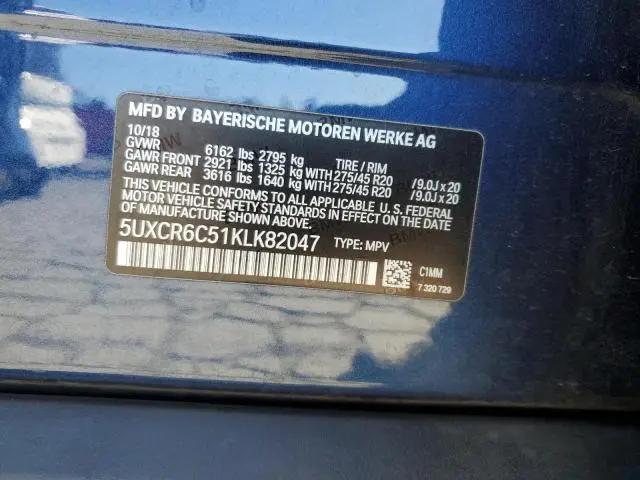 MFD BY BAYERISCHE MOTOREN WERKE AG
10/18
GVWR 6162 lbs 2795 kg TIRE / RIM
GAWR FRONT 2921 lbs 1325 kg WITH 275/45 R20 /9.0J x 20
GAWR REAR 3616 lbs 1640 kg WITH 275/45 R20 /9.0J x 20
THIS VEHICLE CONFORMS TO ALL APPLICABLE U. S. FEDERAL
MOTOR VEHICLE SAFETY STANDARDS IN EFFECT ON THE DATE OF
MANUFACTURE SHOWN ABOVE.
5UXCR6C51KLK82047 TYPE: MPV
C1MM
7 320 729